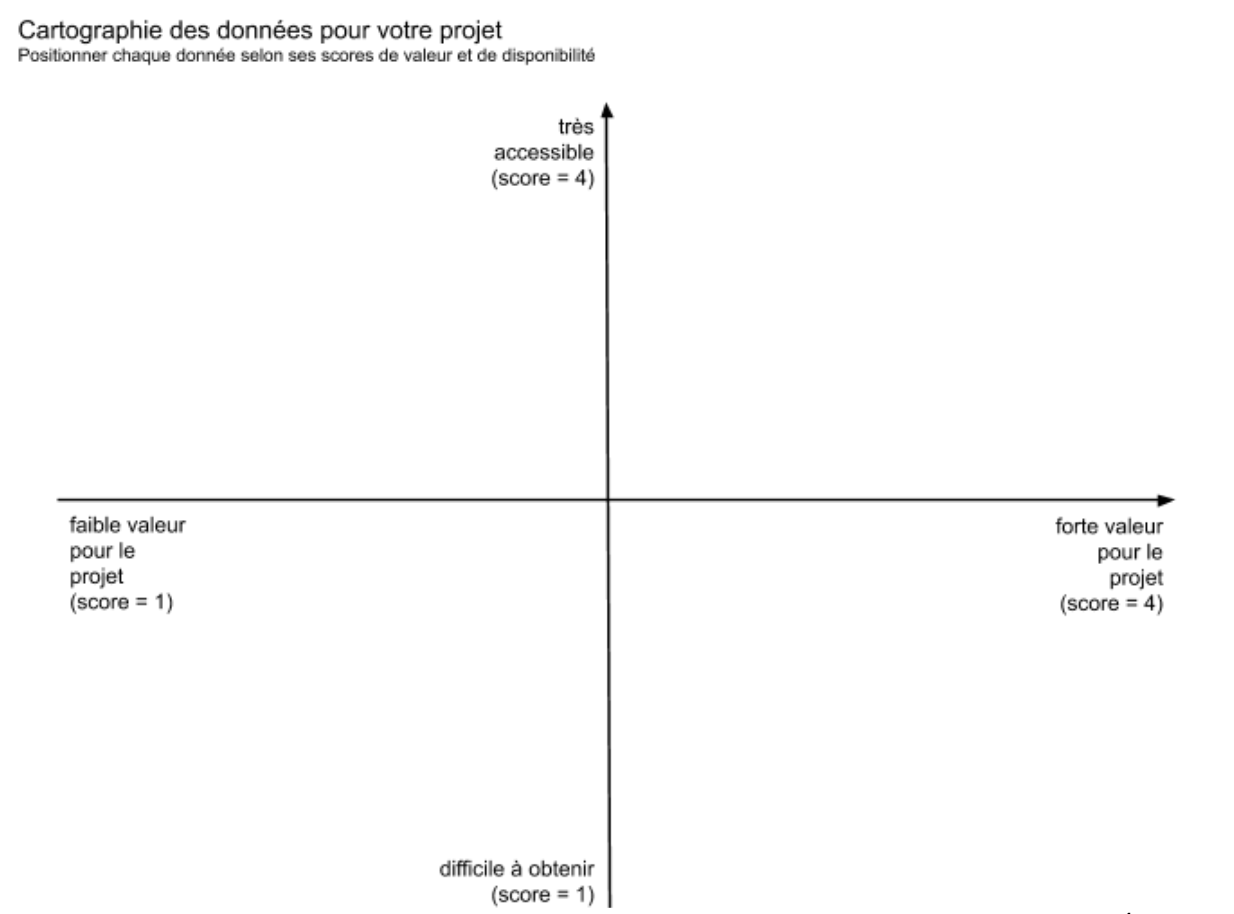 Cartographie des données pour votre projet
Positionner chaque donnée selon ses scores de valeur et de disponibilité
très
accessible
(score = 4)
faible valeur
pour le
projet
(score = 1)
forte valeur
pour le
projet
(score = 4)
difficile à obtenir
(score = 1)